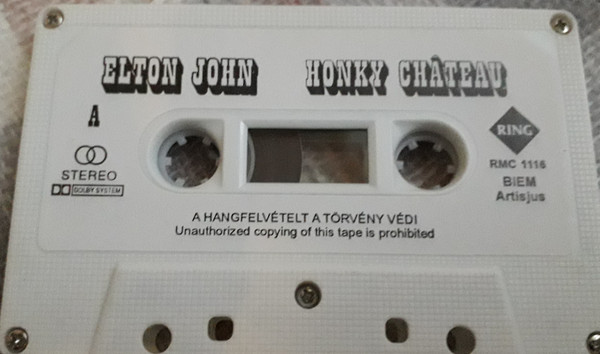 ELTON JOHN HONKY CHÂTEAU
A
RING
STEREO
RMC 1116
DOLBY SYSTEM
BIEM
Artisjus
A HANGFELVÉTELT A TÖRVÉNY VÉDI
Unauthorized copying of this tape is prohibited